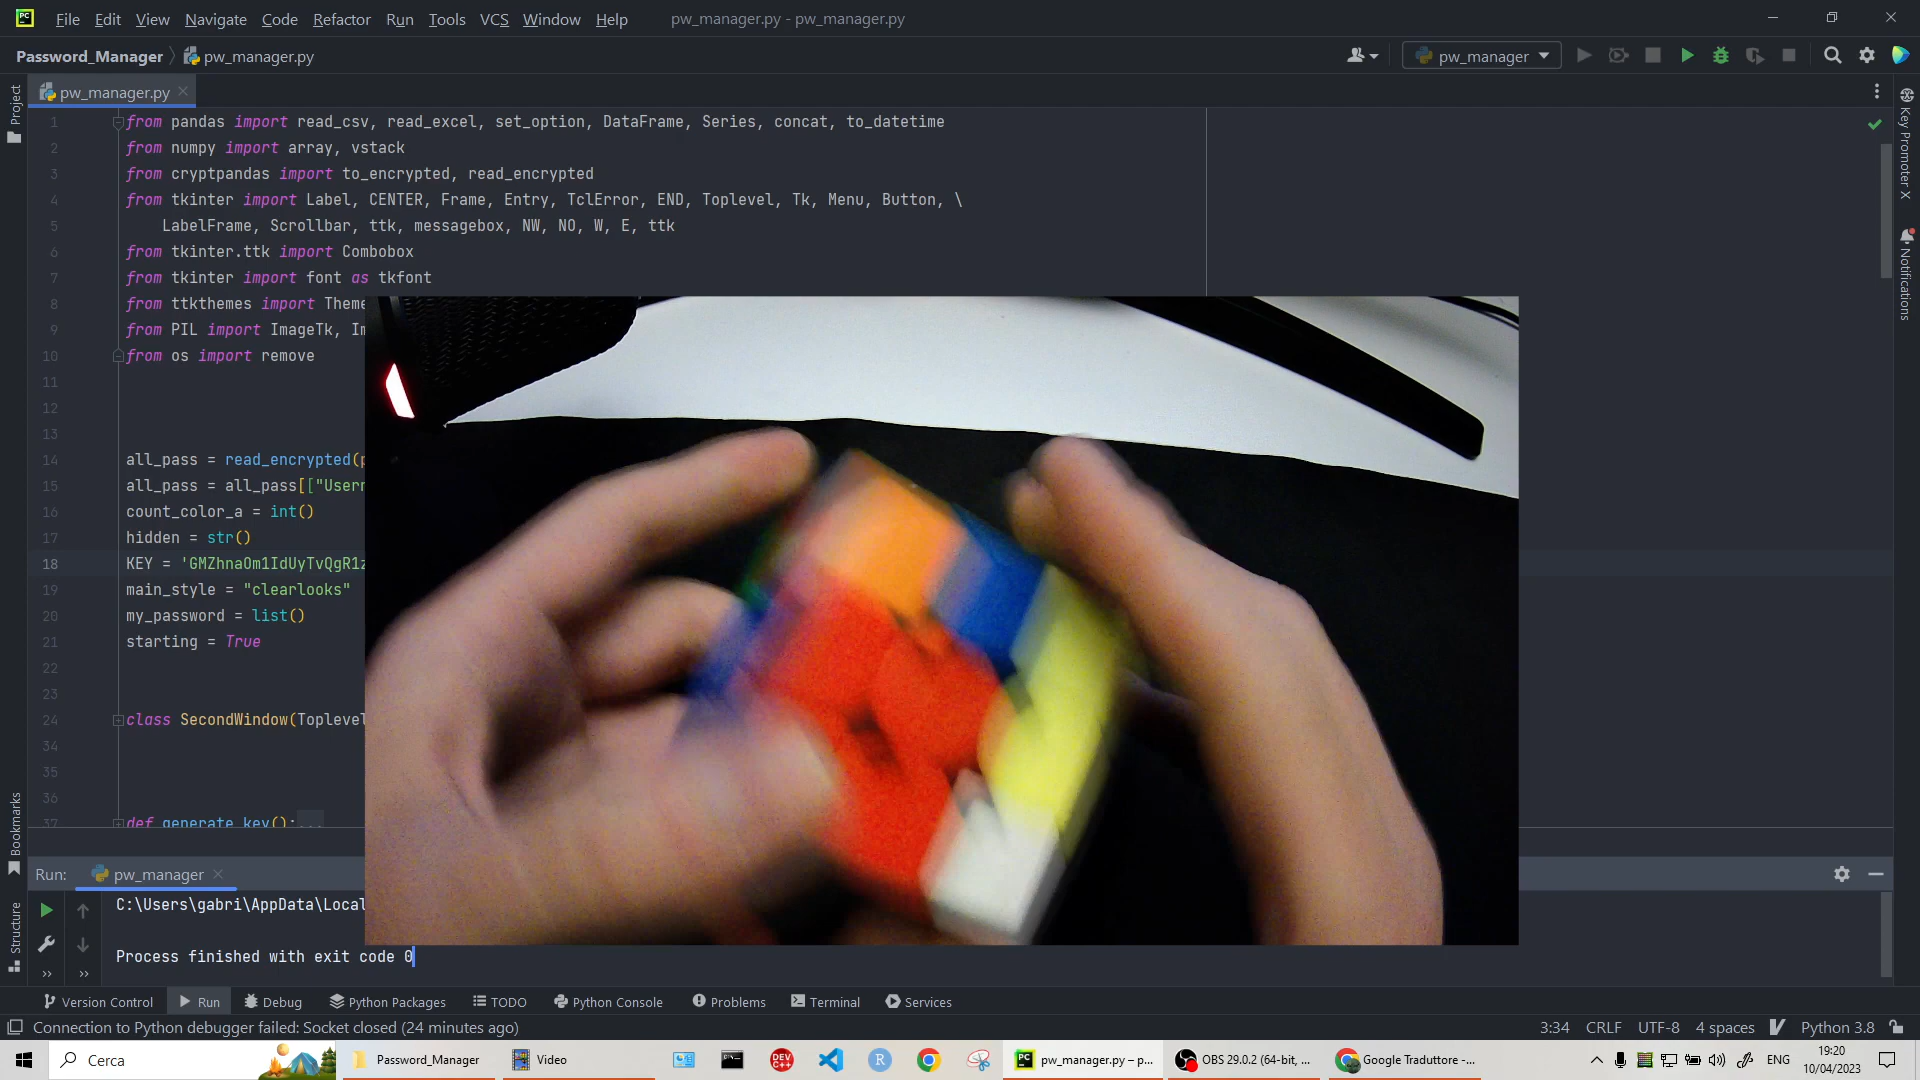 PC File Edit View Navigate Code Refactor Run Tools VCS Window Help pw_manager.py - pw_manager.py
Password_Manager pw_manager.py pw_manager
Project
pw_manager.py
1 from pandas import read_csv, read_excel, set_option, DataFrame, Series, concat, to_datetime
2 from numpy import array, vstack
3 from cryptpandas import to_encrypted, read_encrypted
4 from tkinter import Label, CENTER, Frame, Entry, TclError, END, Toplevel, Tk, Menu, Button, \
5 LabelFrame, Scrollbar, ttk, messagebox, NW, NO, W, E, ttk
6 from tkinter.ttk import Combobox
7 from tkinter import font as tkfont
8 from ttkthemes import Theme
9 from PIL import ImageTk, Im
10 from os import remove
11
12
13
14 all_pass = read_encrypted(p
15 all_pass = all_pass[["Usern
16 count_color_a = int()
17 hidden = str()
18 KEY = 'GMZhnaOm1IdUyTvQgR1z
19 main_style = "clearlooks"
20 my_password = list()
21 starting = True
22
23
24 class SecondWindow(Toplevel
34
35
36
37 def generate_key():...
Key Promoter X
Notifications
Bookmarks
Structure
Run: pw_manager
C:\Users\gabri\AppData\Local
Process finished with exit code 0
Version Control Run Debug Python Packages TODO Python Console Problems Terminal Services
Connection to Python debugger failed: Socket closed (24 minutes ago) 3:34 CRLF UTF-8 4 spaces Python 3.8
Cerca Password_Manager Video DEV C++ R PC pw_manager.py – p... OBS 29.0.2 (64-bit, ... Google Traduttore -... ENG 19:20
10/04/2023